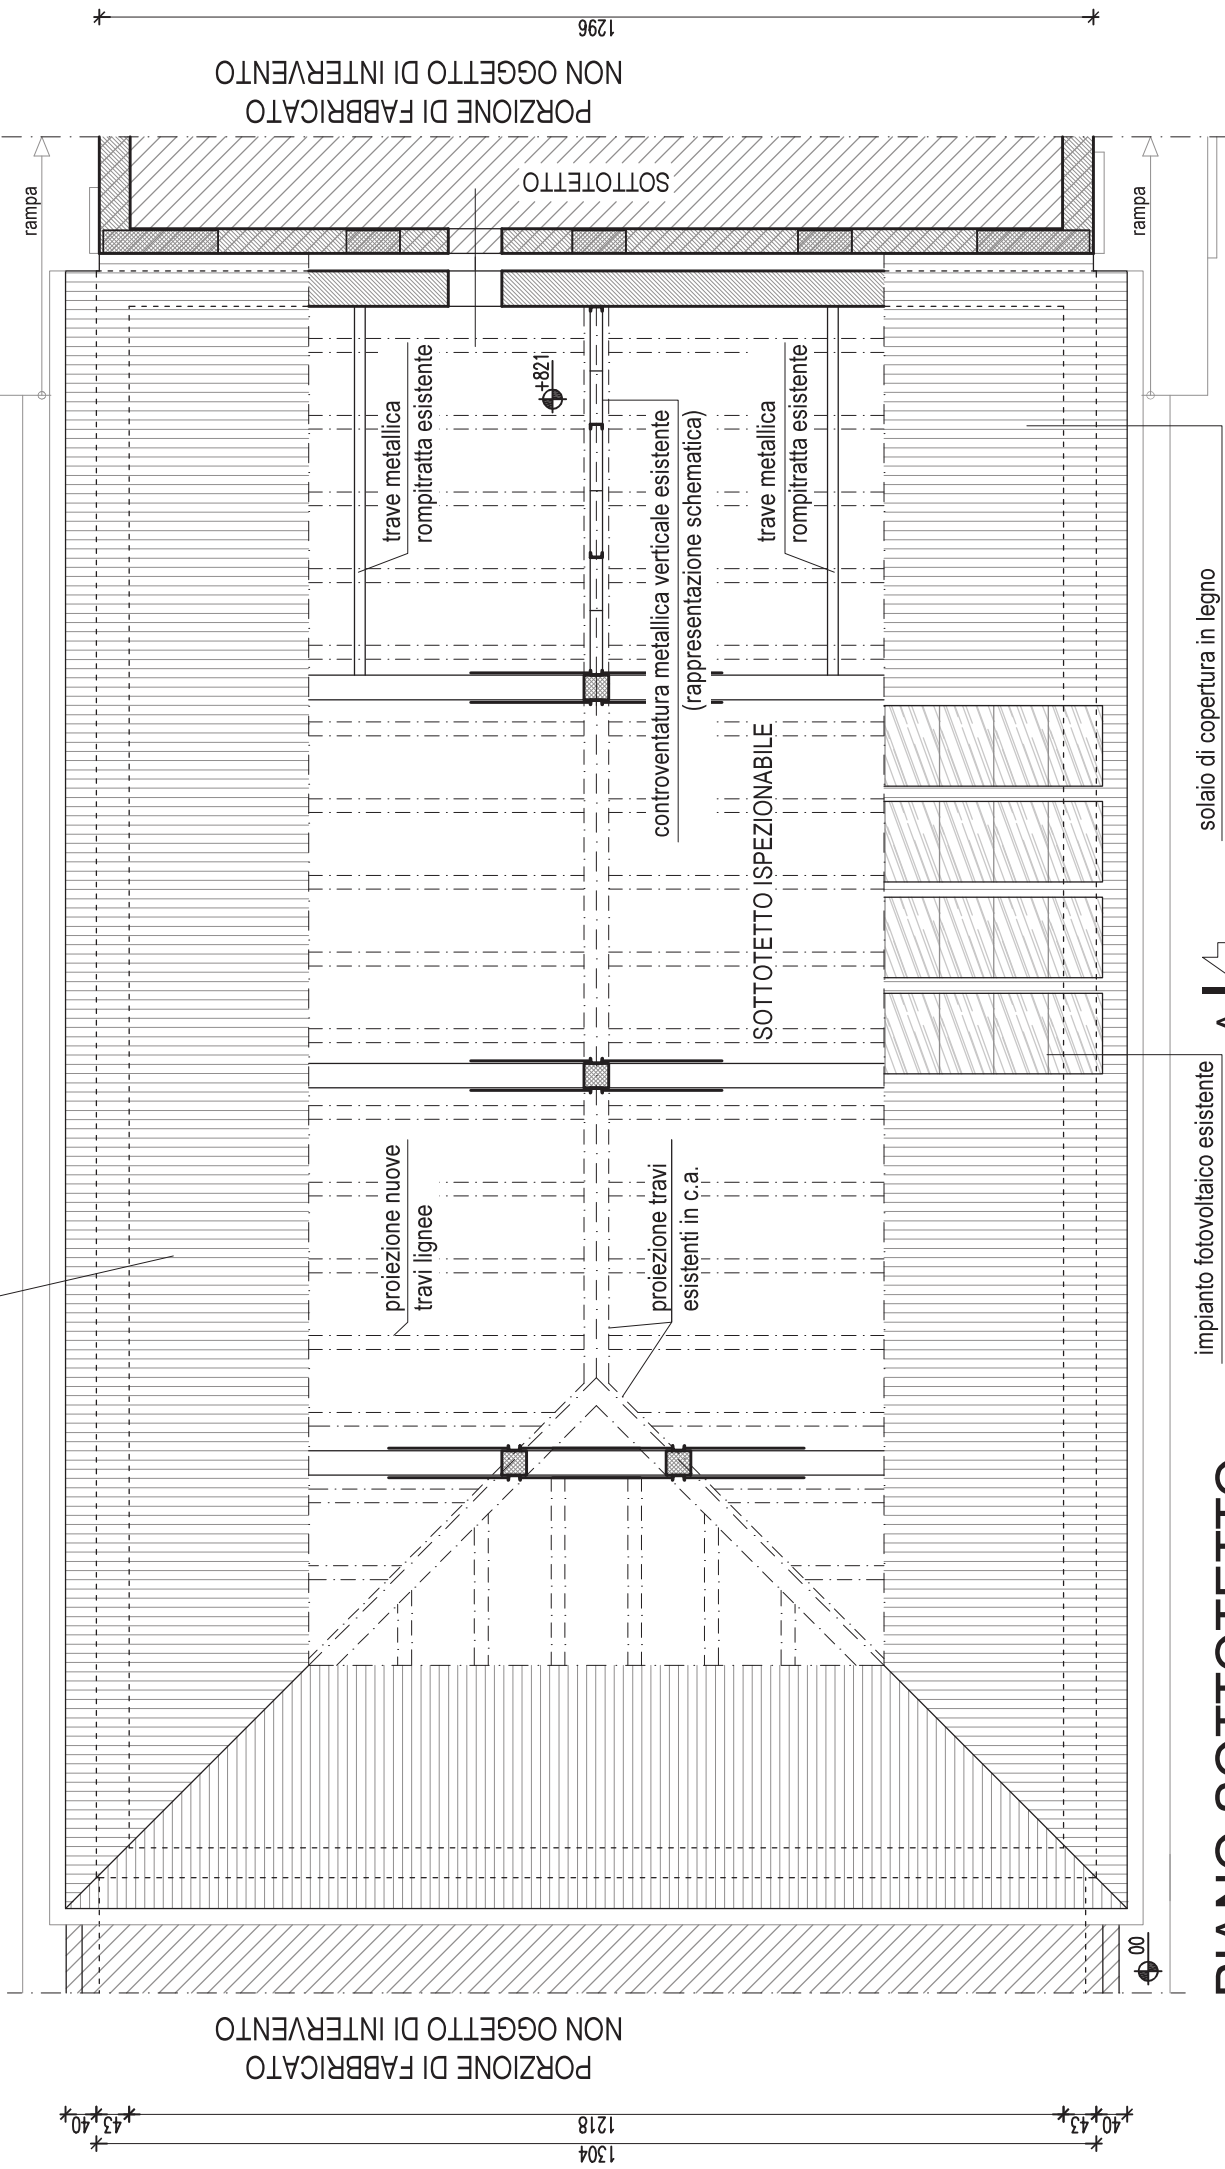 1296
NON OGGETTO DI INTERVENTO
PORZIONE DI FABBRICATO
rampa
SOTTOTETTO
rampa
trave metallica
rompitratta esistente
+821
controventatura metallica verticale esistente
(rappresentazione schematica)
trave metallica
rompitratta esistente
SOTTOTETTO ISPEZIONABILE
solaio di copertura in legno
proiezione nuove
travi lignee
proiezione travi
esistenti in c.a.
impianto fotovoltaico esistente
00
PIANO SOTTOTETTO
NON OGGETTO DI INTERVENTO
PORZIONE DI FABBRICATO
40
43
1218
43
40
1304